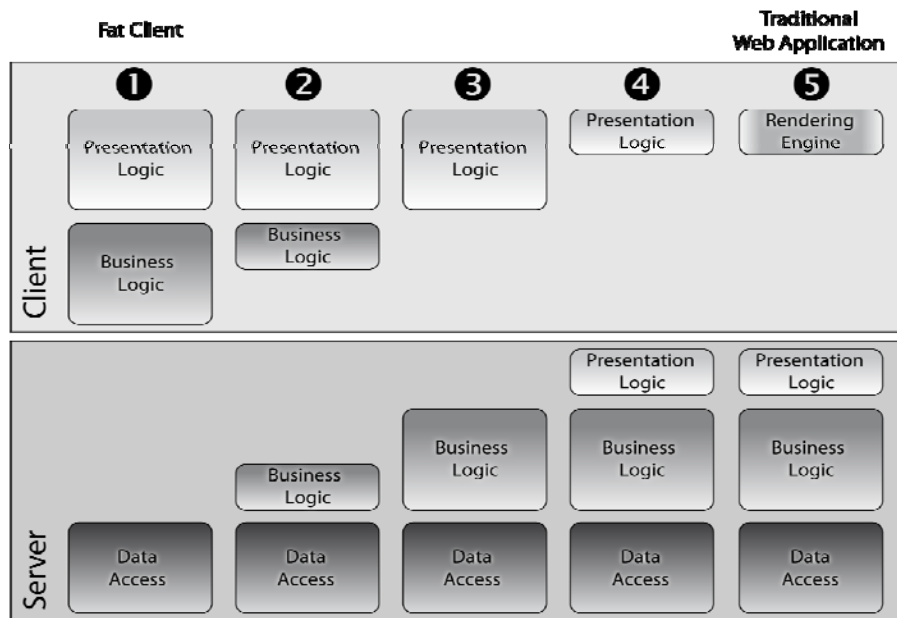 Fat Client
Traditional
Web Application
1
2
3
4
5
Presentation
Logic
Presentation
Logic
Presentation
Logic
Presentation
Logic
Rendering
Engine
Business
Logic
Business
Logic
Client
Presentation
Logic
Presentation
Logic
Business
Logic
Business
Logic
Business
Logic
Business
Logic
Data
Access
Data
Access
Data
Access
Data
Access
Data
Access
Server